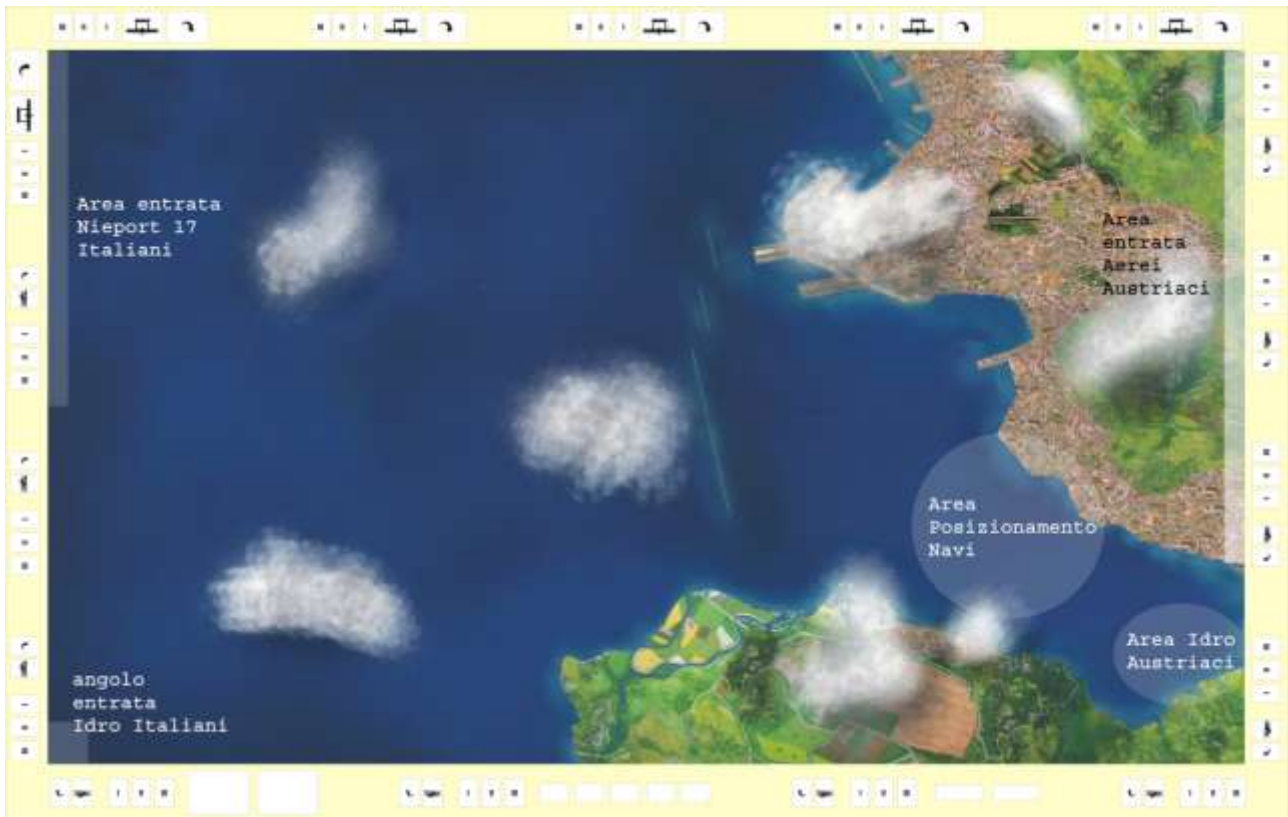 Area entrata
Nieport 17
Italiani
Area
entrata
Aerei
Austriaci
Area
Posizionamento
Navi
Area Idro
Austriaci
angolo
entrata
Idro Italiani